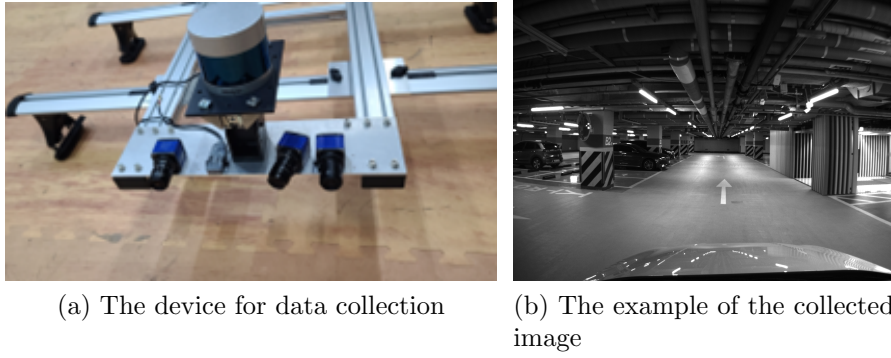 (a) The device for data collection
(b) The example of the collected
image